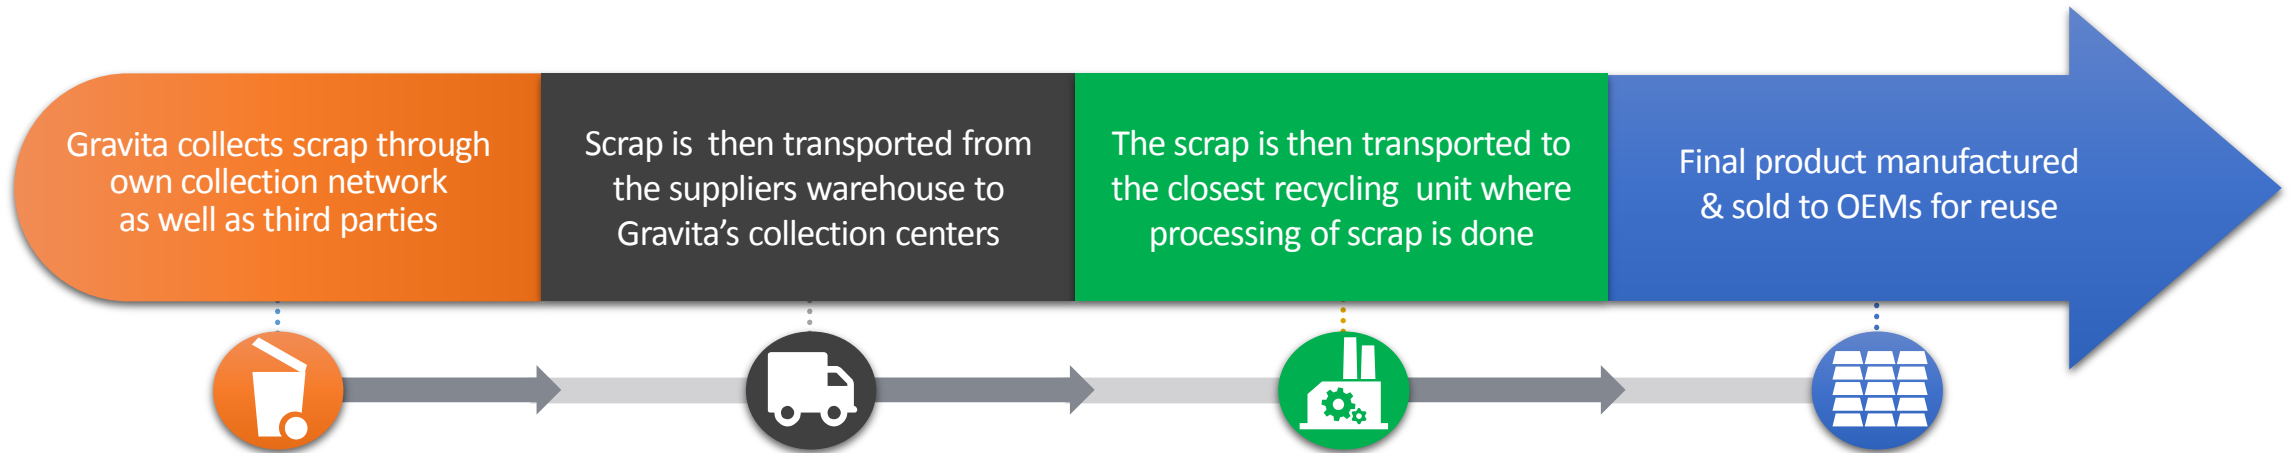 Gravita collects scrap through
own collection network
as well as third parties
Scrap is  then transported from
the suppliers warehouse to
Gravita's collection centers
The scrap is then transported to
the closest recycling  unit where
processing of scrap is done
Final product manufactured
& sold to OEMs for reuse